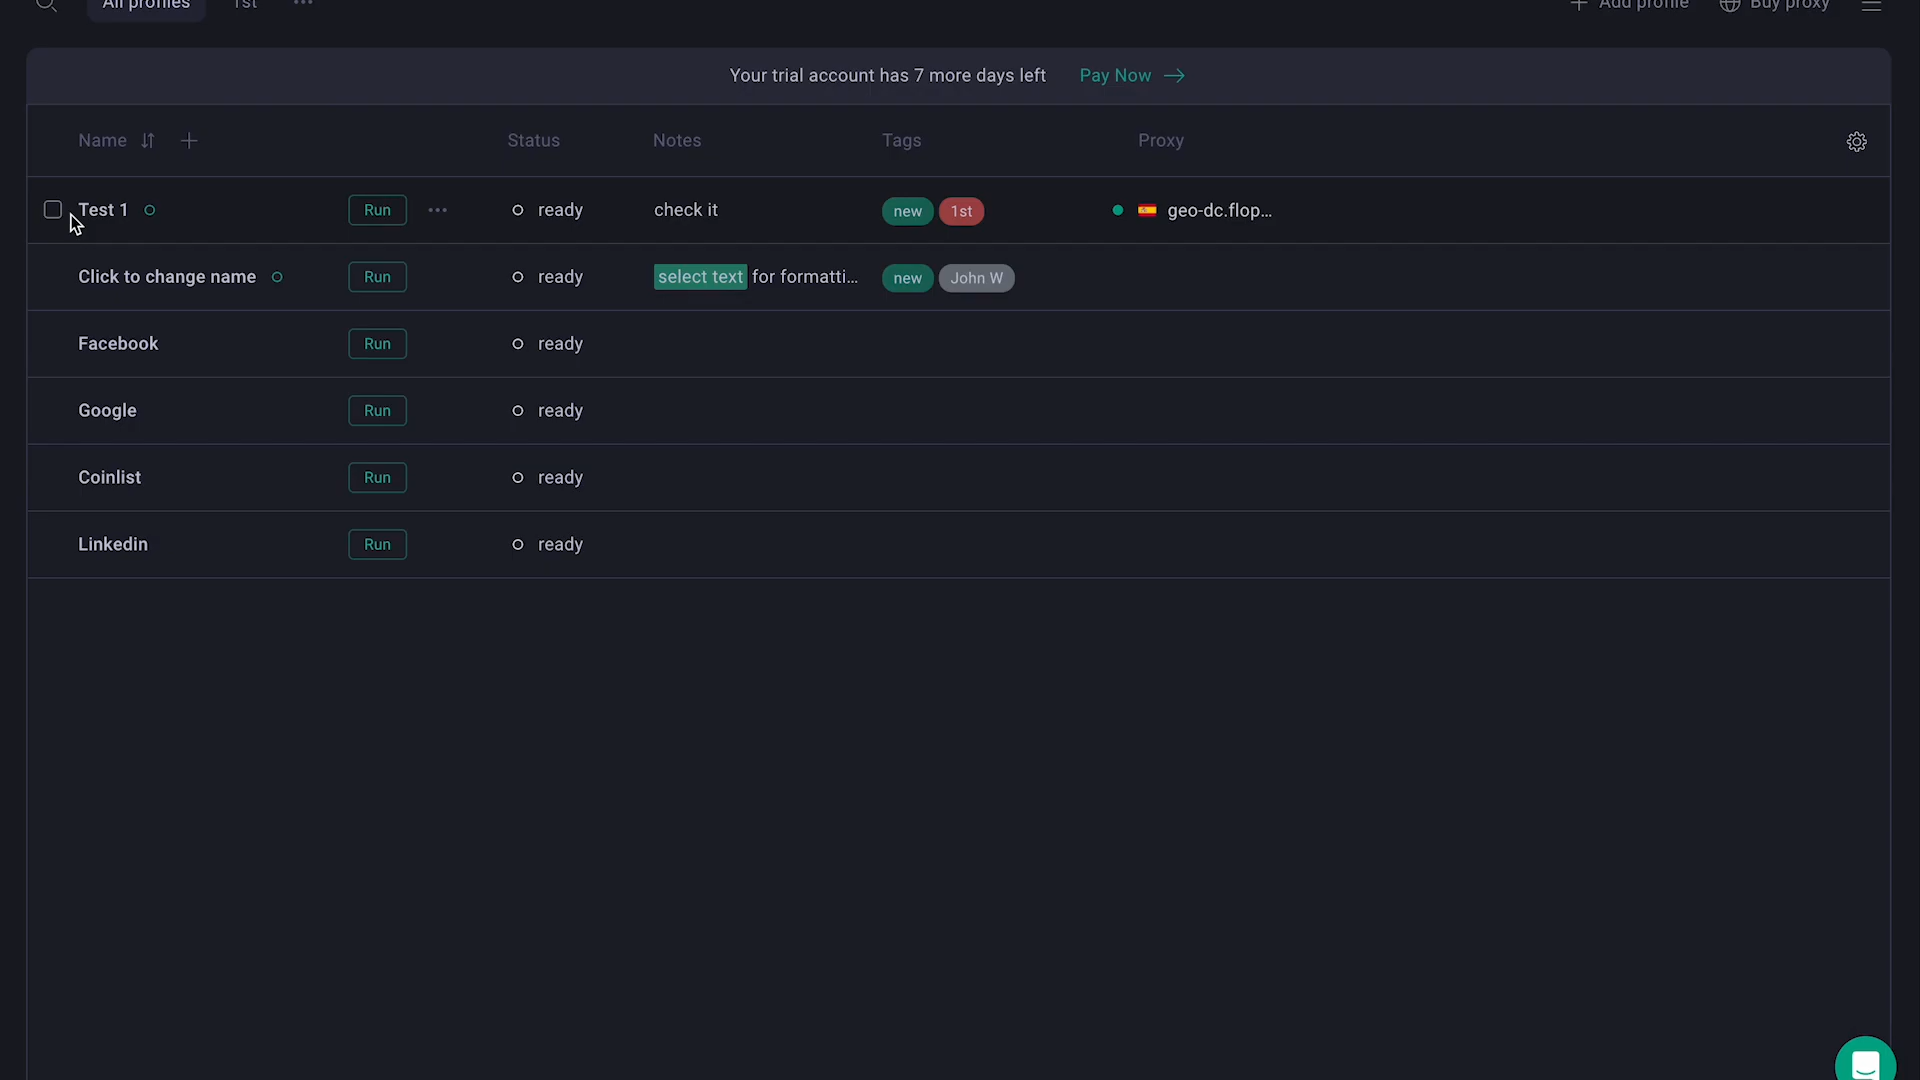 All profiles 1st Add profile Buy proxy
Your trial account has 7 more days left Pay Now
Name Status Notes Tags Proxy
Test 1 Run ready check it new 1st geo-dc.flop...
Click to change name Run ready select text for formatti... new John W
Facebook Run ready
Google Run ready
Coinlist Run ready
Linkedin Run ready